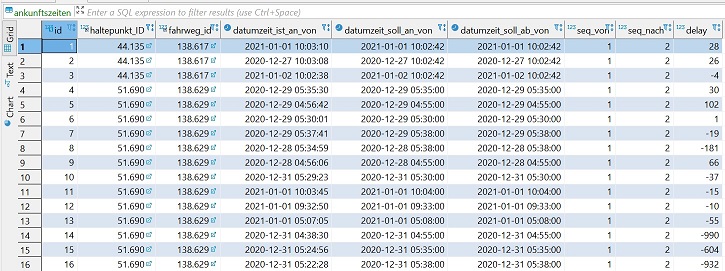 ankunftszeiten Enter a SQL expression to filter results (use Ctrl+Space)
Grid
Text
Chart
id haltepunkt_ID fahrweg_id datumzeit_ist_an_von datumzeit_soll_an_von datumzeit_soll_ab_von seq_von seq_nach delay
1 1 44.135 138.617 2021-01-01 10:03:10 2021-01-01 10:02:42 2021-01-01 10:02:42 1 2 28
2 2 44.135 138.617 2020-12-27 10:03:08 2020-12-27 10:02:42 2020-12-27 10:02:42 1 2 26
3 3 44.135 138.617 2021-01-02 10:02:38 2021-01-02 10:02:42 2021-01-02 10:02:42 1 2 -4
4 4 51.690 138.629 2020-12-29 05:35:30 2020-12-29 05:35:00 2020-12-29 05:35:00 1 2 30
5 5 51.690 138.629 2020-12-29 04:56:42 2020-12-29 04:55:00 2020-12-29 04:55:00 1 2 102
6 6 51.690 138.629 2020-12-29 05:30:01 2020-12-29 05:30:00 2020-12-29 05:30:00 1 2 1
7 7 51.690 138.629 2020-12-29 05:37:41 2020-12-29 05:38:00 2020-12-29 05:38:00 1 2 -19
8 8 51.690 138.629 2020-12-28 05:34:59 2020-12-28 05:38:00 2020-12-28 05:38:00 1 2 -181
9 9 51.690 138.629 2020-12-28 04:56:06 2020-12-28 04:55:00 2020-12-28 04:55:00 1 2 66
10 10 51.690 138.629 2020-12-31 05:29:23 2020-12-31 05:30:00 2020-12-31 05:30:00 1 2 -37
11 11 51.690 138.629 2021-01-01 10:03:45 2021-01-01 10:04:00 2021-01-01 10:04:00 1 2 -15
12 12 51.690 138.629 2021-01-01 09:32:50 2021-01-01 09:33:00 2021-01-01 09:33:00 1 2 -10
13 13 51.690 138.629 2021-01-01 05:07:05 2021-01-01 05:08:00 2021-01-01 05:08:00 1 2 -55
14 14 51.690 138.629 2020-12-31 04:38:30 2020-12-31 04:55:00 2020-12-31 04:55:00 1 2 -990
15 15 51.690 138.629 2020-12-31 05:24:56 2020-12-31 05:35:00 2020-12-31 05:35:00 1 2 -604
16 16 51.690 138.629 2020-12-31 05:22:28 2020-12-31 05:38:00 2020-12-31 05:38:00 1 2 -932